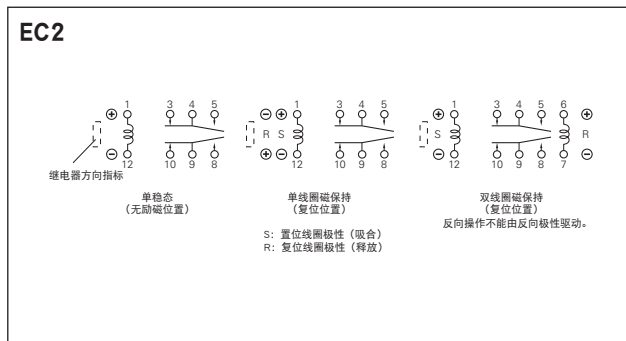 EC2
1 3 4 5
12 10 9 8
继电器方向指标
单稳态
（无励磁位置）
1 3 4 5
R S
12 10 9 8
单线圈磁保持
（复位位置）
S：置位线圈极性（吸合）
R：复位线圈极性（释放）
1 3 4 5 6
S R
12 10 9 8 7
双线圈磁保持
（复位位置）
反向操作不能由反向极性驱动。